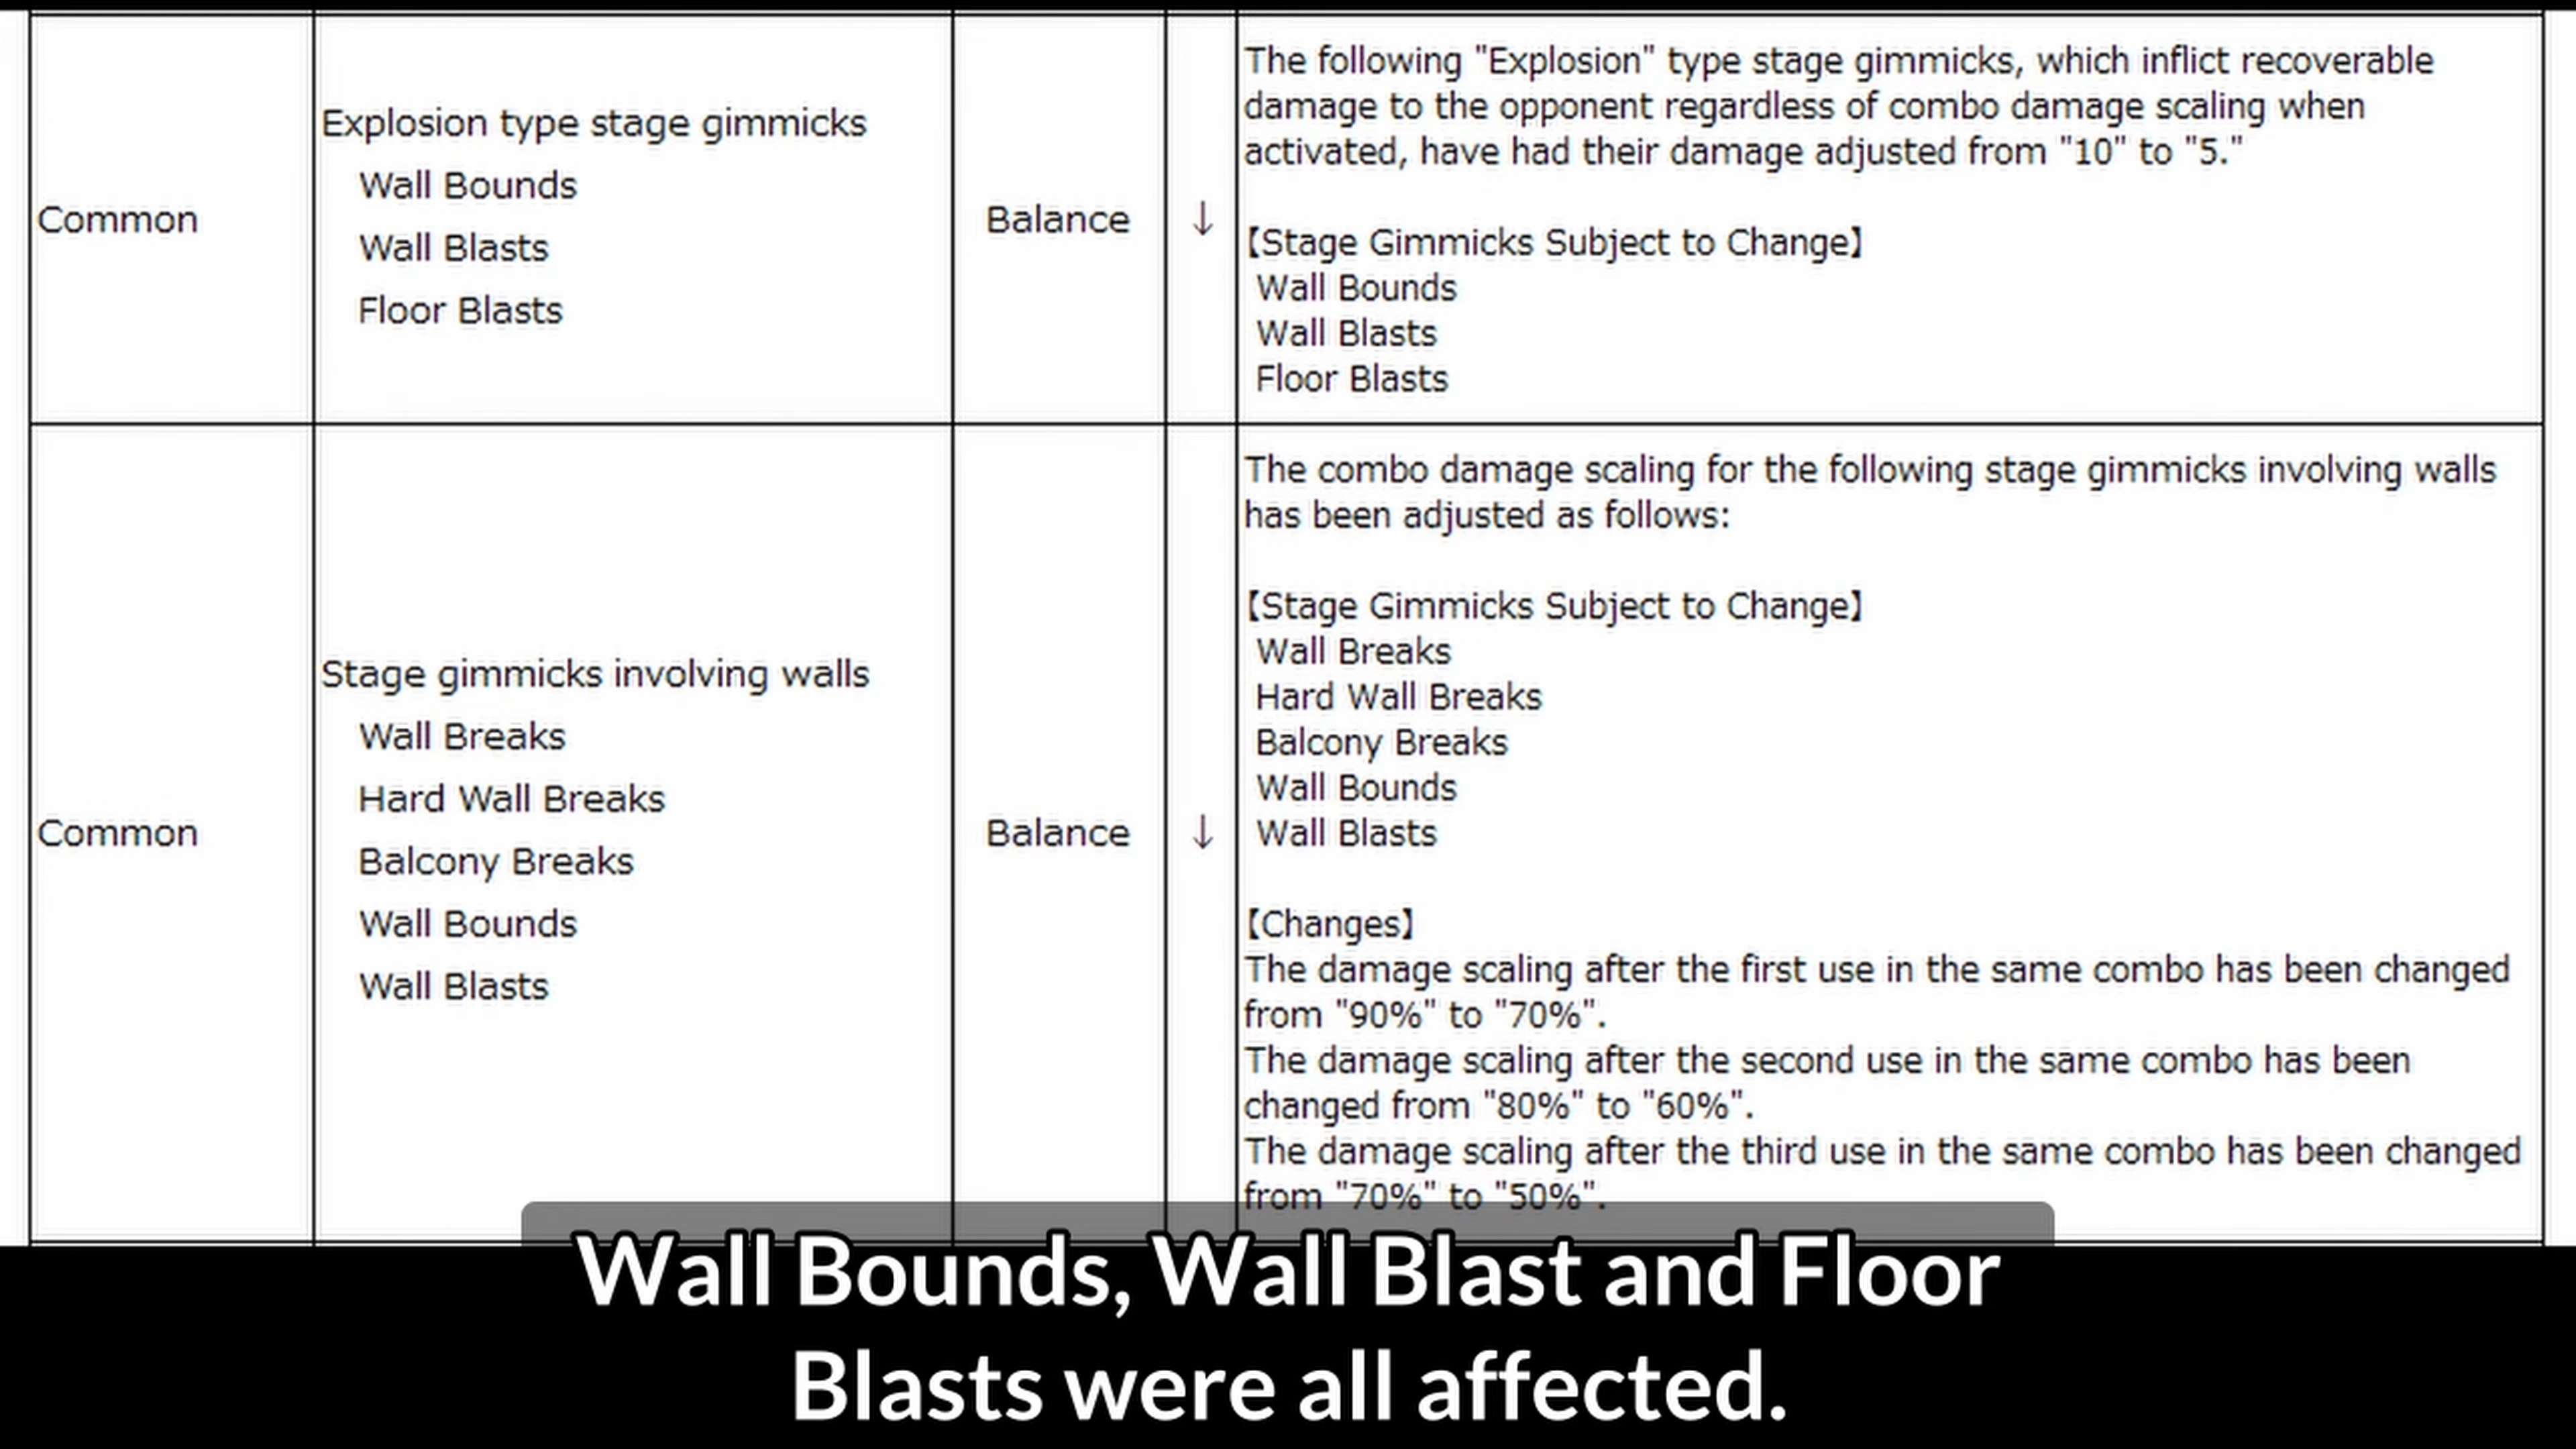 Common
Explosion type stage gimmicks
Wall Bounds
Wall Blasts
Floor Blasts
Balance
↓
The following "Explosion" type stage gimmicks, which inflict recoverable
damage to the opponent regardless of combo damage scaling when
activated, have had their damage adjusted from "10" to "5."
【Stage Gimmicks Subject to Change】
Wall Bounds
Wall Blasts
Floor Blasts
Common
Stage gimmicks involving walls
Wall Breaks
Hard Wall Breaks
Balcony Breaks
Wall Bounds
Wall Blasts
Balance
↓
The combo damage scaling for the following stage gimmicks involving walls
has been adjusted as follows:
【Stage Gimmicks Subject to Change】
Wall Breaks
Hard Wall Breaks
Balcony Breaks
Wall Bounds
Wall Blasts
【Changes】
The damage scaling after the first use in the same combo has been changed
from "90%" to "70%".
The damage scaling after the second use in the same combo has been
changed from "80%" to "60%".
The damage scaling after the third use in the same combo has been changed
from "70%" to "50%".
Wall Bounds, Wall Blast and Floor
Blasts were all affected.